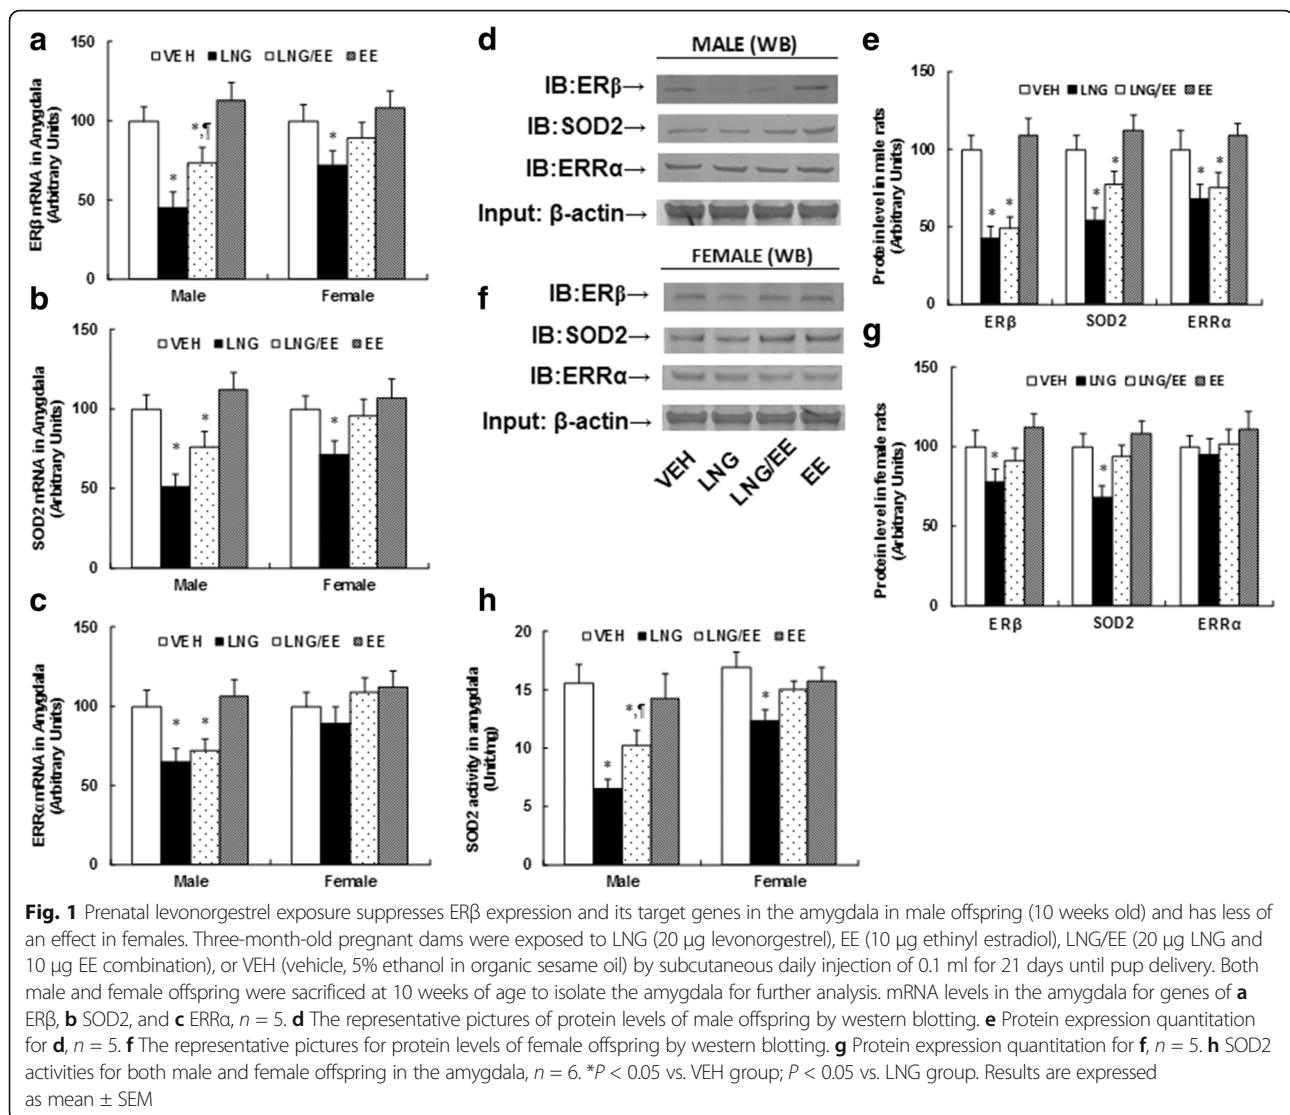 a
150
VEH LNG LNG/EE EE
100
50
0
ERβ mRNA in Amygdala
(Arbitrary Units)
*
*,¶
*
Male Female
b
150
VEH LNG LNG/EE EE
100
50
0
SOD2 mRNA in Amygdala
(Arbitrary Units)
*
*
*
Male Female
c
150
VEH LNG LNG/EE EE
100
50
0
ERRα mRNA in Amygdala
(Arbitrary Units)
*
*
Male Female
d
MALE (WB)
IB:ERβ→
IB:SOD2→
IB:ERRα→
Input: β-actin→
f
FEMALE (WB)
IB:ERβ→
IB:SOD2→
IB:ERRα→
Input: β-actin→
VEH LNG LNG/EE EE
e
150
VEH LNG LNG/EE EE
100
50
0
Protein level in male rats
(Arbitrary Units)
* *
* *
* *
ERβ SOD2 ERRα
g
150
VEH LNG LNG/EE EE
100
50
0
Protein level in female rats
(Arbitrary Units)
*
*
ERβ SOD2 ERRα
h
20
VEH LNG LNG/EE EE
15
10
5
0
SOD2 activity in amygdala
(Unit/mg)
*
*,¶
*
Male Female
Fig. 1 Prenatal levonorgestrel exposure suppresses ERβ expression and its target genes in the amygdala in male offspring (10 weeks old) and has less of
an effect in females. Three-month-old pregnant dams were exposed to LNG (20 μg levonorgestrel), EE (10 μg ethinyl estradiol), LNG/EE (20 μg LNG and
10 μg EE combination), or VEH (vehicle, 5% ethanol in organic sesame oil) by subcutaneous daily injection of 0.1 ml for 21 days until pup delivery. Both
male and female offspring were sacrificed at 10 weeks of age to isolate the amygdala for further analysis. mRNA levels in the amygdala for genes of a
ERβ, b SOD2, and c ERRα, n = 5. d The representative pictures of protein levels of male offspring by western blotting. e Protein expression quantitation
for d, n = 5. f The representative pictures for protein levels of female offspring by western blotting. g Protein expression quantitation for f, n = 5. h SOD2
activities for both male and female offspring in the amygdala, n = 6. *P < 0.05 vs. VEH group; P < 0.05 vs. LNG group. Results are expressed
as mean ± SEM